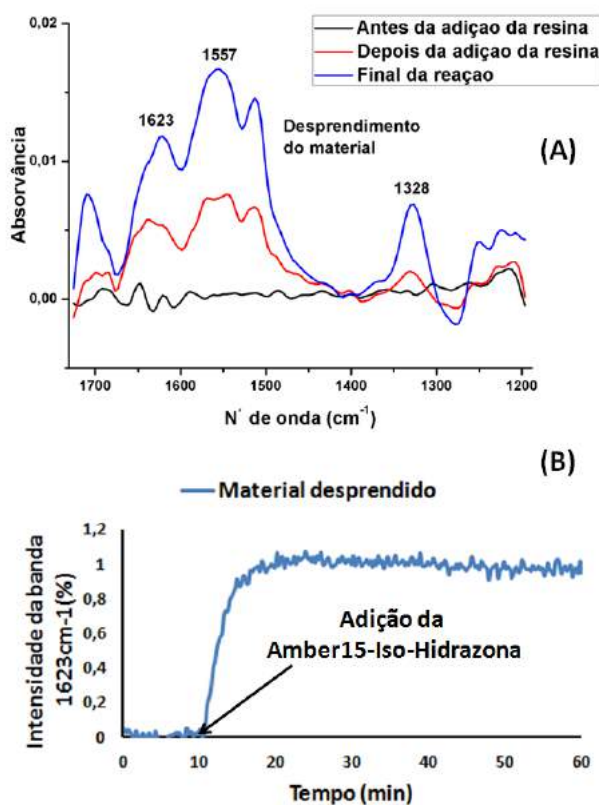 0,02
Antes da adiçao da resina
Depois da adiçao da resina
Final da reaçao
1557
1623
Desprendimento
do material
(A)
0,01
1328
Absorvância
0,00
1700 1600 1500 1400 1300 1200
N° de onda (cm-1)
(B)
Material desprendido
1,2
1
0,8
0,6
0,4
0,2
0
Intensidade da banda
1623cm-1(%)
Adição da
Amber15-Iso-Hidrazona
0 10 20 30 40 50 60
Tempo (min)